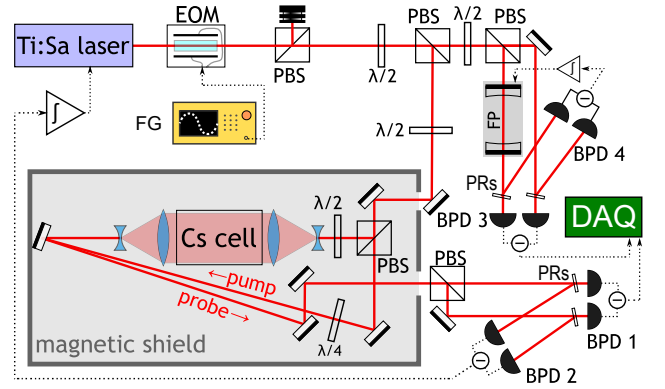 EOM
PBS
PBS
Ti:Sa laser
PBS
λ/2
λ/2
FG
λ/2
FP
BPD 4
PRs
λ/2
BPD 3
DAQ
Cs cell
PBS
PBS
PRs
←pump
probe→
λ/4
BPD 1
magnetic shield
BPD 2